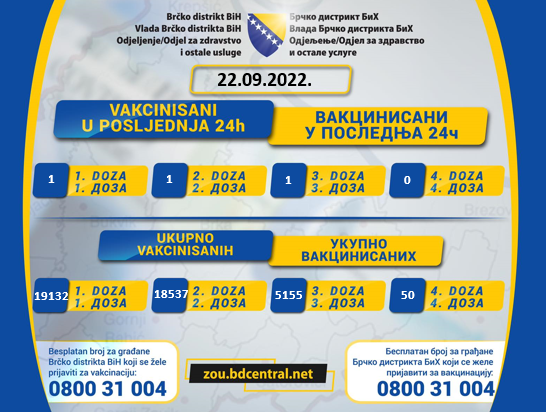 Brčko distrikt BiH
Vlada Brčko distrikta BiH
Odjeljenje/Odjel za zdravstvo
i ostale usluge
Брчко дистрикт БиХ
Влада Брчко дистрикта БиХ
Одјељење/Одјел за здравство
и остале услуге
22.09.2022.
VAKCINISANI
U POSLJEDNJA 24h
ВАКЦИНИСАНИ
У ПОСЛЕДЊА 24ч
1
1. DOZA
1. ДОЗА
1
2. DOZA
2. ДОЗА
1
3. DOZA
3. ДОЗА
0
4. DOZA
4. ДОЗА
UKUPNO
VAKCINISANIH
УКУПНО
ВАКЦИНИСАНИХ
19132
1. DOZA
1. ДОЗА
18537
2. DOZA
2. ДОЗА
5155
3. DOZA
3. ДОЗА
50
4. DOZA
4. ДОЗА
Besplatan broj za građane
Brčko distrikta BiH koji se žele
prijaviti za vakcinaciju:
0800 31 004
zou.bdcentral.net
Бесплатан број за грађане
Брчко дистрикта БиХ који се желе
пријавити за вакцинацију:
0800 31 004